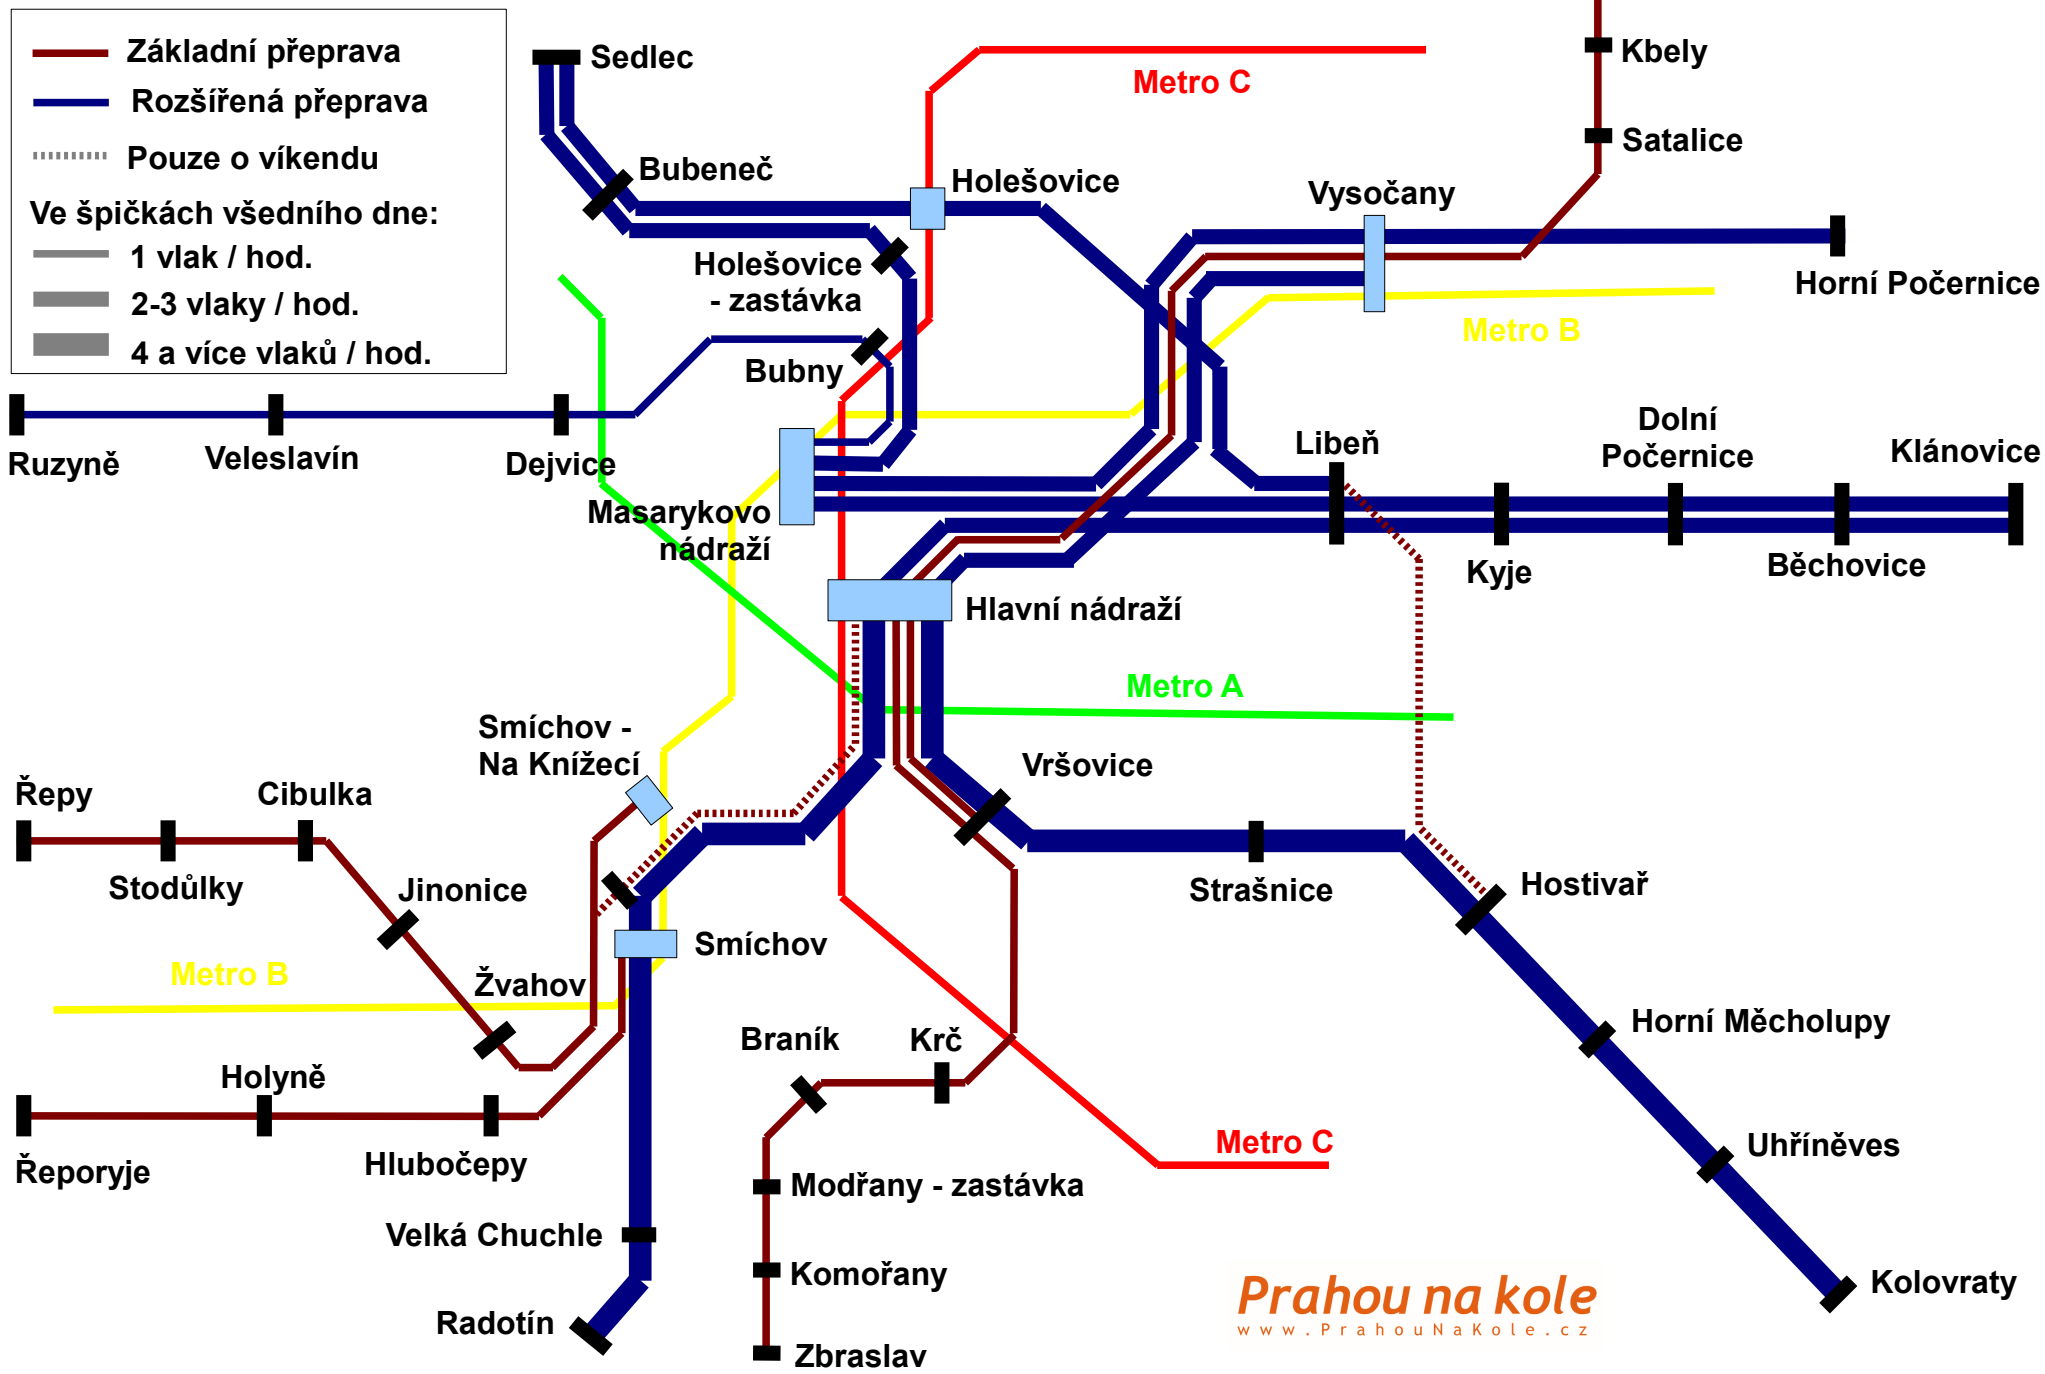 Základní přeprava
Rozšířená přeprava
Pouze o víkendu
Ve špičkách všedního dne:
1 vlak / hod.
2-3 vlaky / hod.
4 a více vlaků / hod.
Sedlec
Metro C
Kbely
Satalice
Bubeneč
Holešovice
Vysočany
Holešovice
- zastávka
Horní Počernice
Metro B
Bubny
Ruzyně
Veleslavín
Dejvice
Masarykovo
nádraží
Libeň
Dolní
Počernice
Klánovice
Kyje
Běchovice
Hlavní nádraží
Metro A
Smíchov -
Na Knížecí
Vršovice
Řepy
Cibulka
Stodůlky
Jinonice
Strašnice
Hostivař
Smíchov
Metro B
Žvahov
Braník
Krč
Horní Měcholupy
Holyně
Řeporyje
Hlubočepy
Metro C
Uhříněves
Modřany - zastávka
Velká Chuchle
Komořany
Kolovraty
Radotín
Zbraslav
Prahou na kole
www.PrahouNaKole.cz